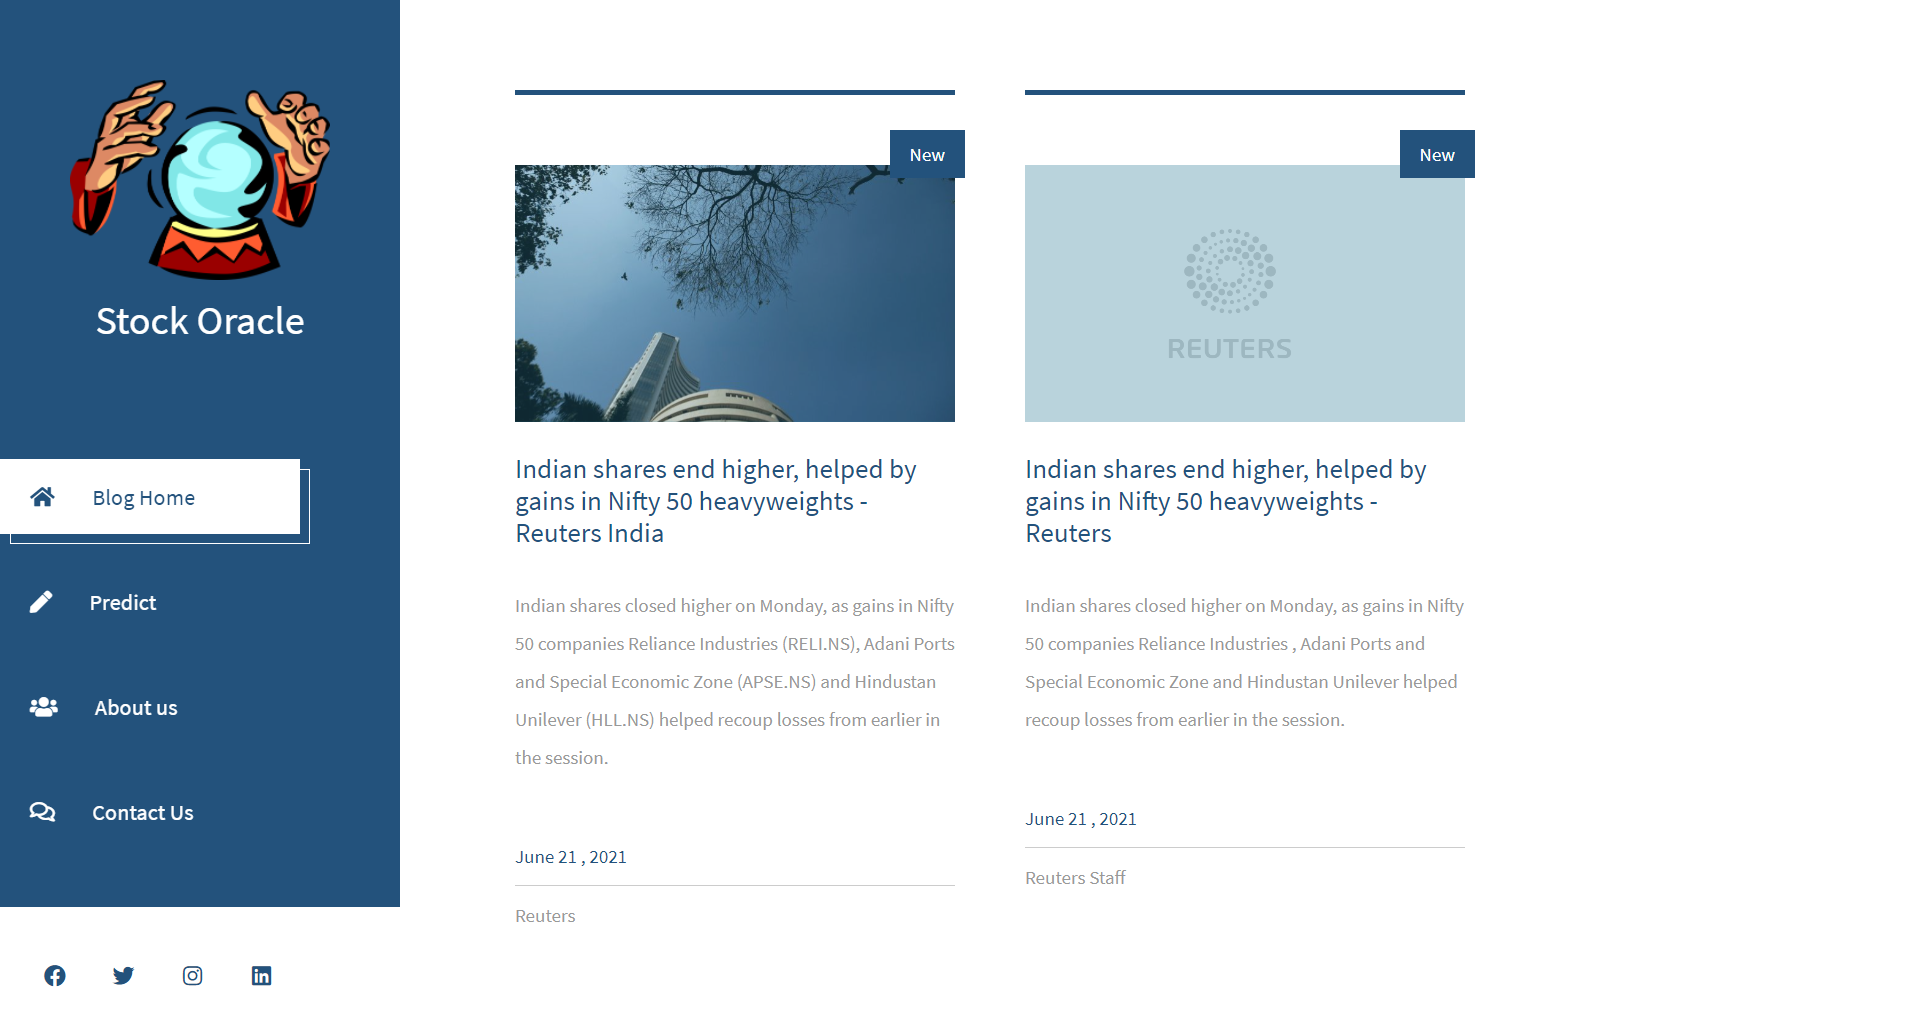 Stock Oracle
Blog Home
Predict
About us
Contact Us
New
Indian shares end higher, helped by
gains in Nifty 50 heavyweights -
Reuters India
Indian shares closed higher on Monday, as gains in Nifty
50 companies Reliance Industries (RELI.NS), Adani Ports
and Special Economic Zone (APSE.NS) and Hindustan
Unilever (HLL.NS) helped recoup losses from earlier in
the session.
June 21 , 2021
Reuters
New
REUTERS
Indian shares end higher, helped by
gains in Nifty 50 heavyweights -
Reuters
Indian shares closed higher on Monday, as gains in Nifty
50 companies Reliance Industries , Adani Ports and
Special Economic Zone and Hindustan Unilever helped
recoup losses from earlier in the session.
June 21 , 2021
Reuters Staff